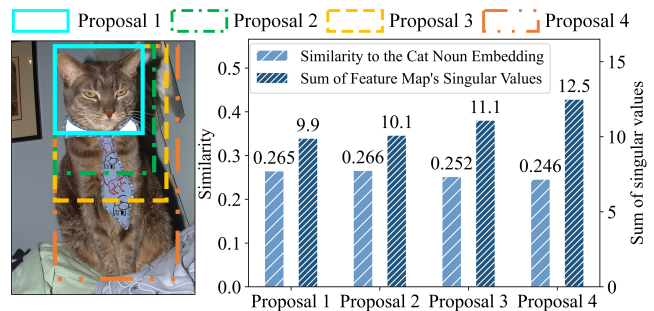 Proposal 1 Proposal 2 Proposal 3 Proposal 4
Similarity to the Cat Noun Embedding
Sum of Feature Map's Singular Values
Similarity
0.5
0.4
0.3
0.2
0.1
0.0
0.265 9.9 0.266 10.1 0.252 11.1 0.246 12.5
15
10
5
0
Sum of singular values
Proposal 1 Proposal 2 Proposal 3 Proposal 4